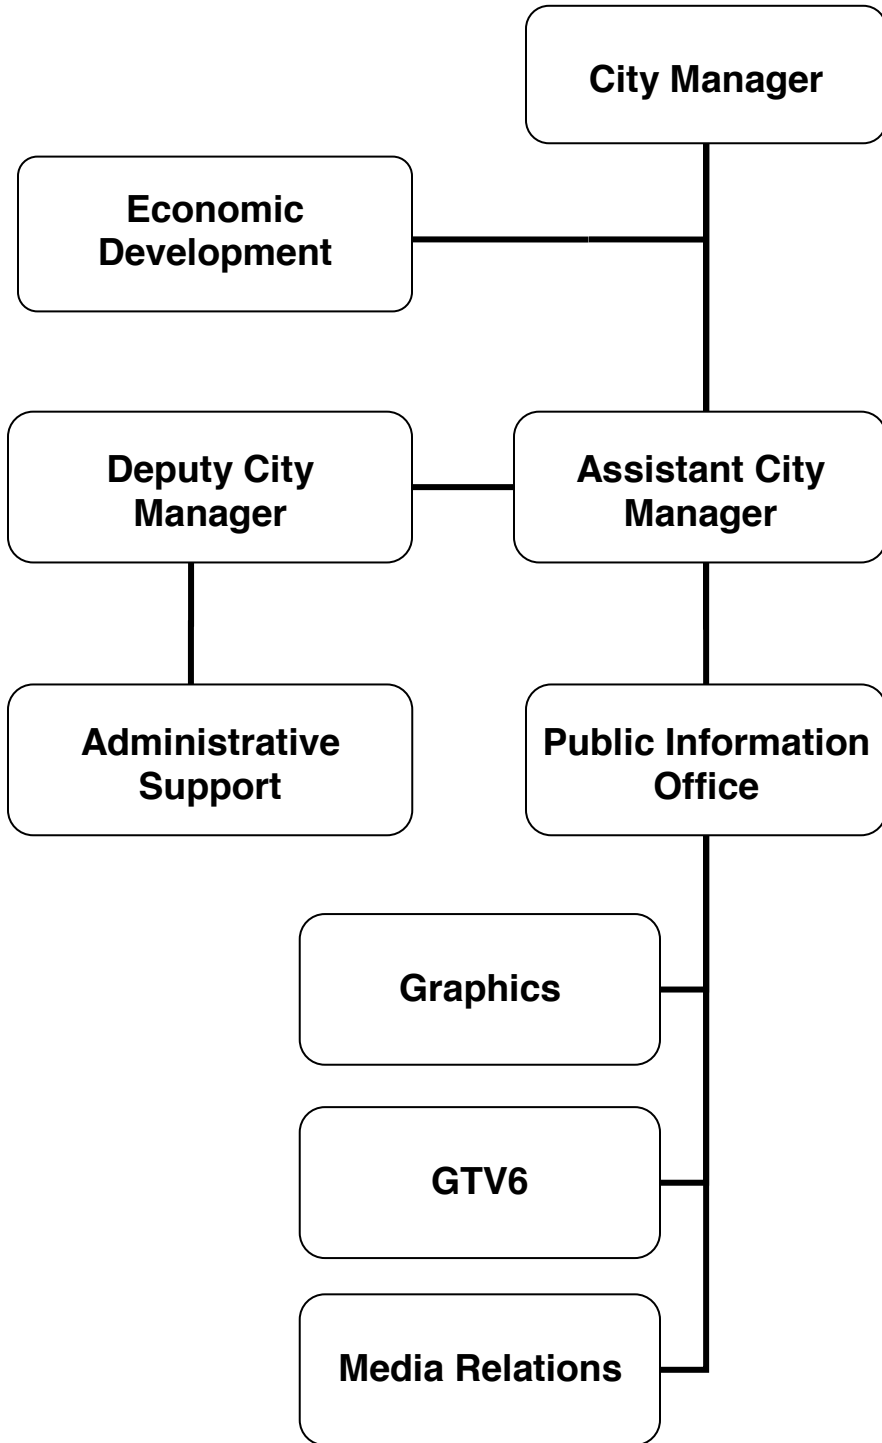 City Manager
Economic
Development
Deputy City
Manager
Assistant City
Manager
Administrative
Support
Public Information
Office
Graphics
GTV6
Media Relations